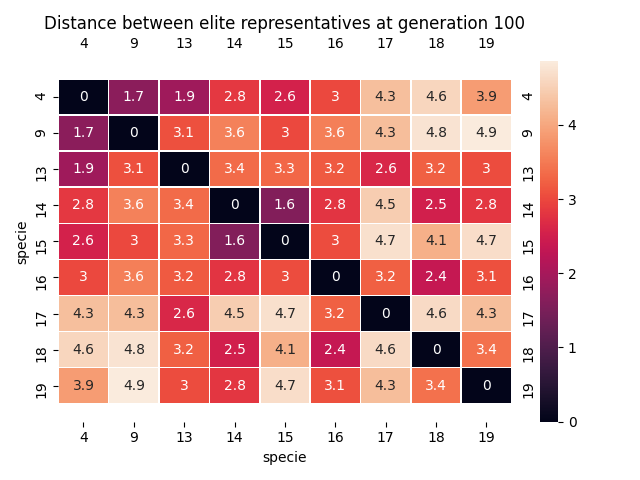 Distance between elite representatives at generation 100
4 9 13 14 15 16 17 18 19
4 0 1.7 1.9 2.8 2.6 3 4.3 4.6 3.9 4
9 1.7 0 3.1 3.6 3 3.6 4.3 4.8 4.9 9
13 1.9 3.1 0 3.4 3.3 3.2 2.6 3.2 3 13
14 2.8 3.6 3.4 0 1.6 2.8 4.5 2.5 2.8 14
15 2.6 3 3.3 1.6 0 3 4.7 4.1 4.7 15
16 3 3.6 3.2 2.8 3 0 3.2 2.4 3.1 16
17 4.3 4.3 2.6 4.5 4.7 3.2 0 4.6 4.3 17
18 4.6 4.8 3.2 2.5 4.1 2.4 4.6 0 3.4 18
19 3.9 4.9 3 2.8 4.7 3.1 4.3 3.4 0 19
4 9 13 14 15 16 17 18 19
specie
specie
4
3
2
1
0